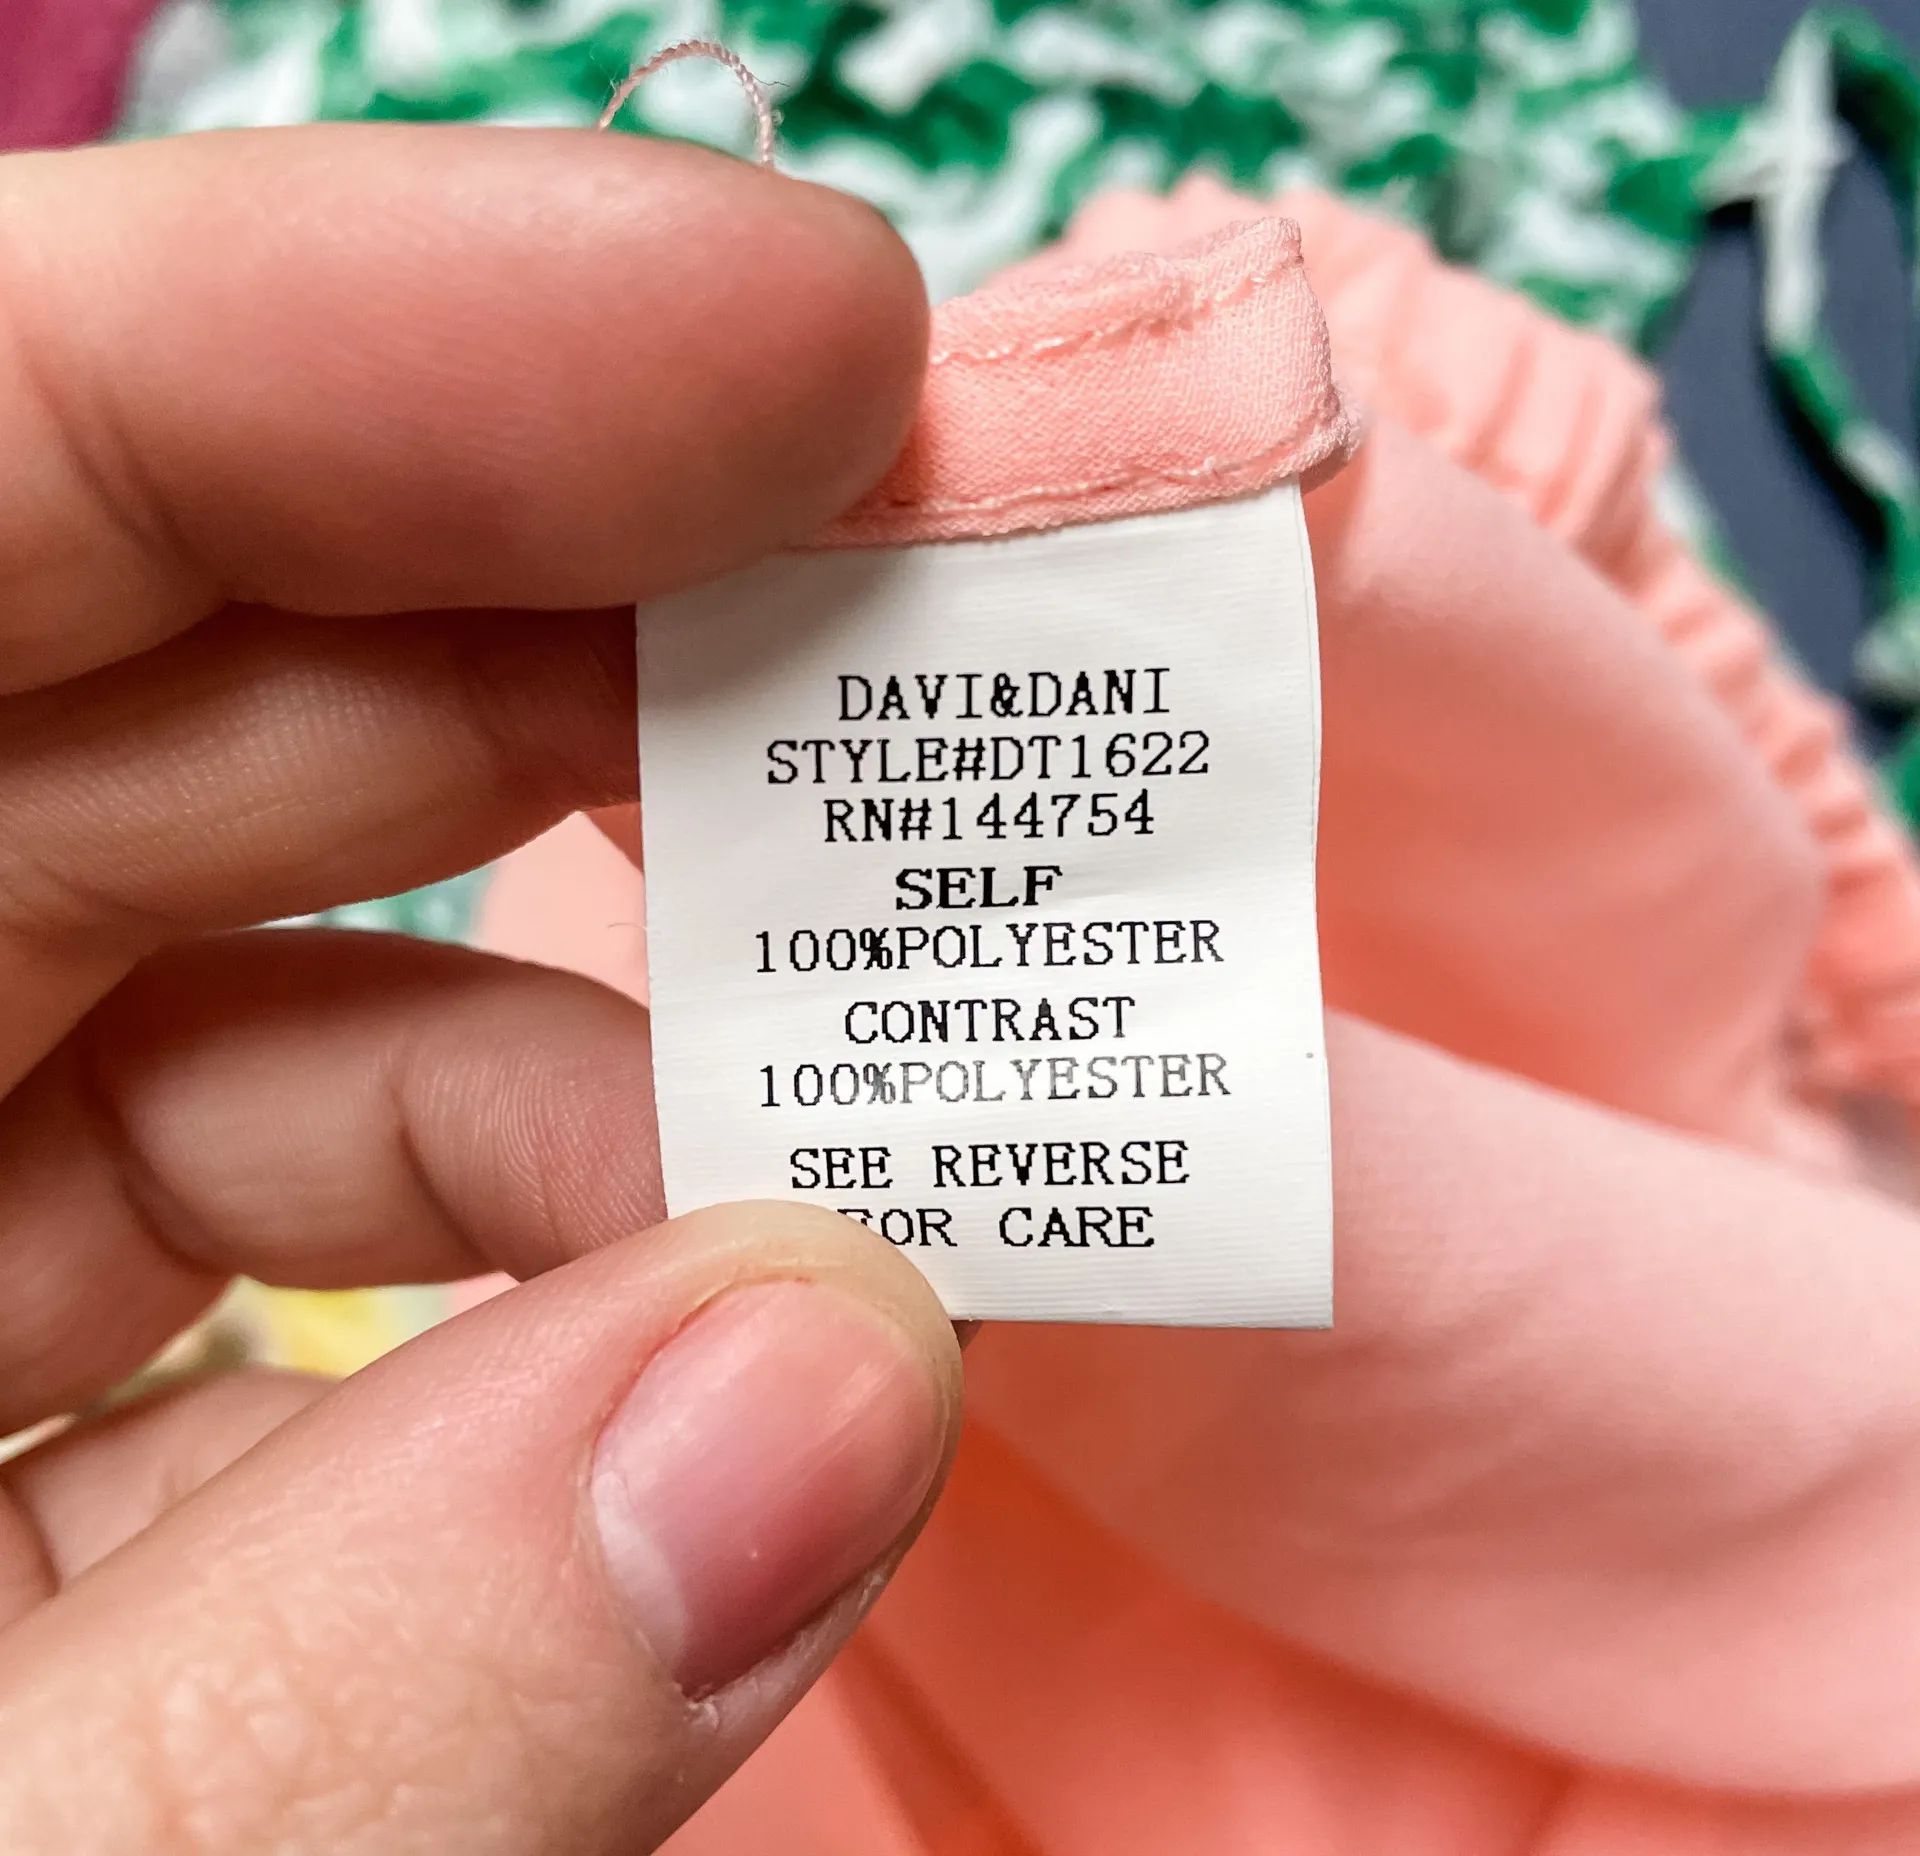 DAVI&DANI
STYLE#DT1622
RN#144754
SELF
100%POLYESTER
CONTRAST
100%POLYESTER
SEE REVERSE
FOR CARE